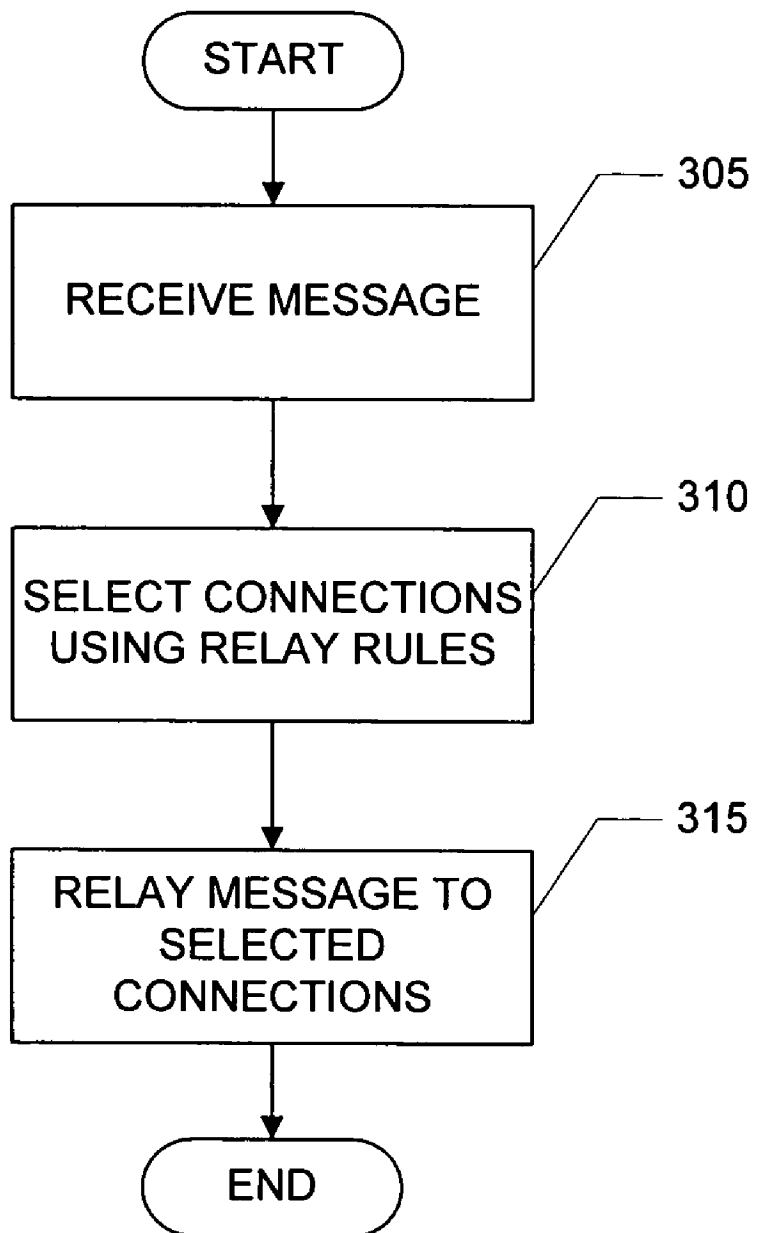 START
305
RECEIVE MESSAGE
310
SELECT CONNECTIONS
USING RELAY RULES
315
RELAY MESSAGE TO
SELECTED
CONNECTIONS
END